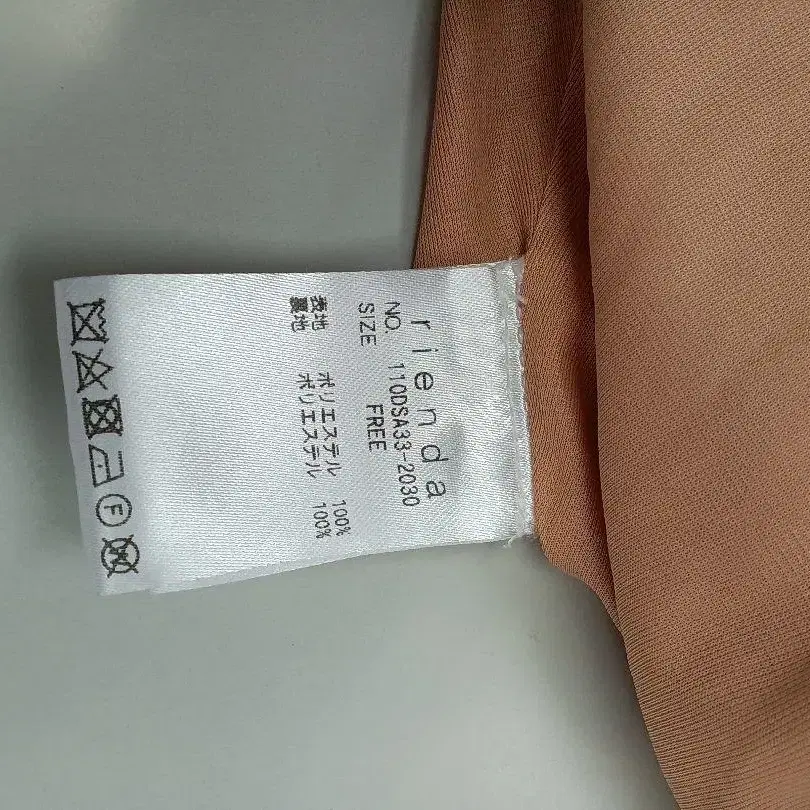 rienda
NO. 110DSA33-2030
SIZE FREE
表地 ポリエステル 100%
裏地 ポリエステル 100%
F
W